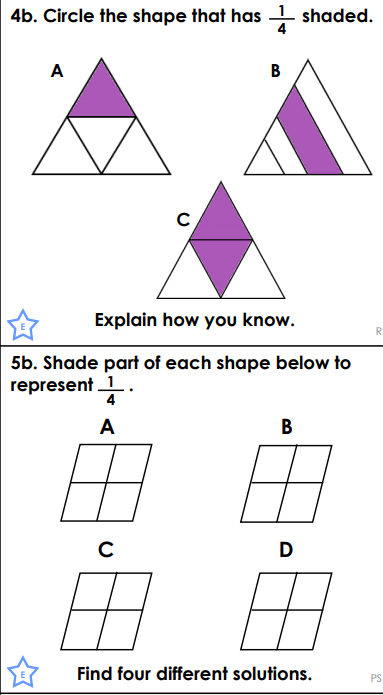 4b. Circle the shape that has 1/4 shaded.
A
B
C
E
Explain how you know.
R
5b. Shade part of each shape below to
represent 1/4 .
A
B
C
D
E
Find four different solutions.
PS